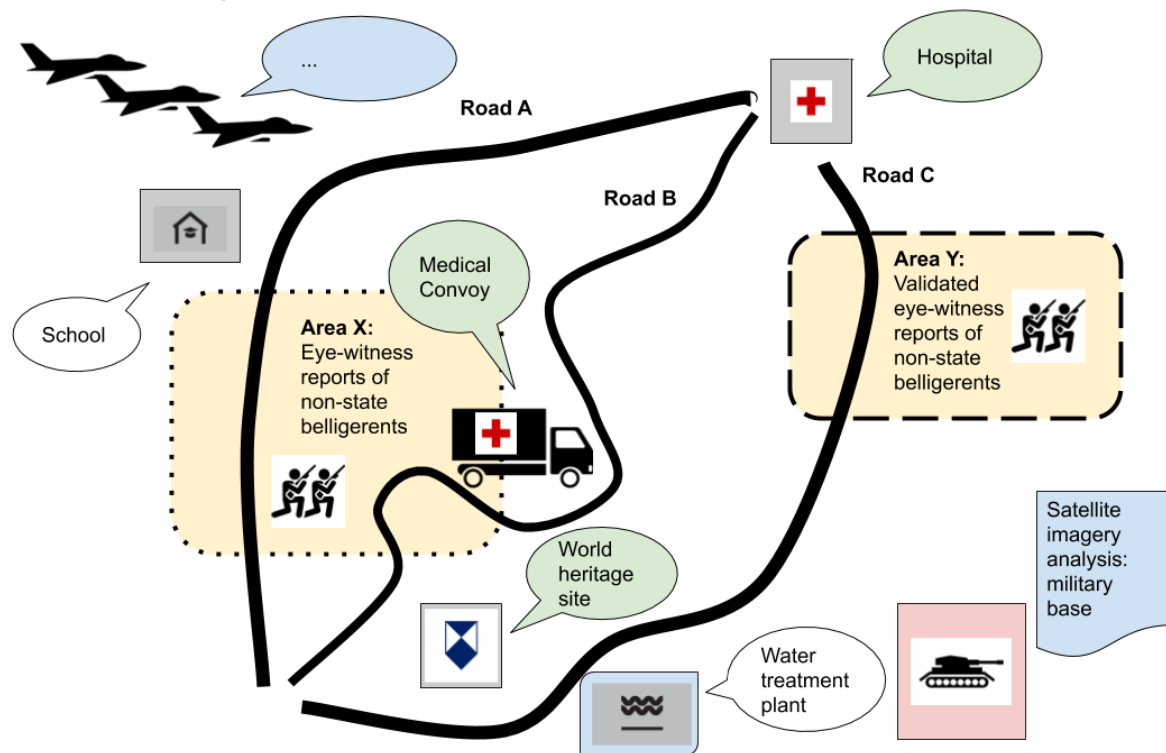 ...
Hospital
Road A
Road C
Road B
Medical
Convoy
School
Area X:
Eye-witness
reports of
non-state
belligerents
Area Y:
Validated
eye-witness
reports of
non-state
belligerents
World
heritage
site
Satellite
imagery
analysis:
military
base
Water
treatment
plant